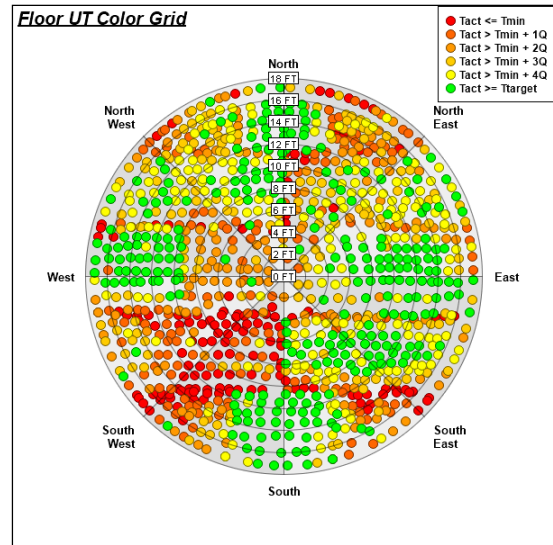 Floor UT Color Grid
Tact <= Tmin
Tact > Tmin + 1Q
Tact > Tmin + 2Q
Tact > Tmin + 3Q
Tact > Tmin + 4Q
Tact >= Ttarget
North
18 FT
16 FT
14 FT
12 FT
10 FT
8 FT
6 FT
4 FT
2 FT
0 FT
North
West
North
East
West
East
South
West
South
East
South